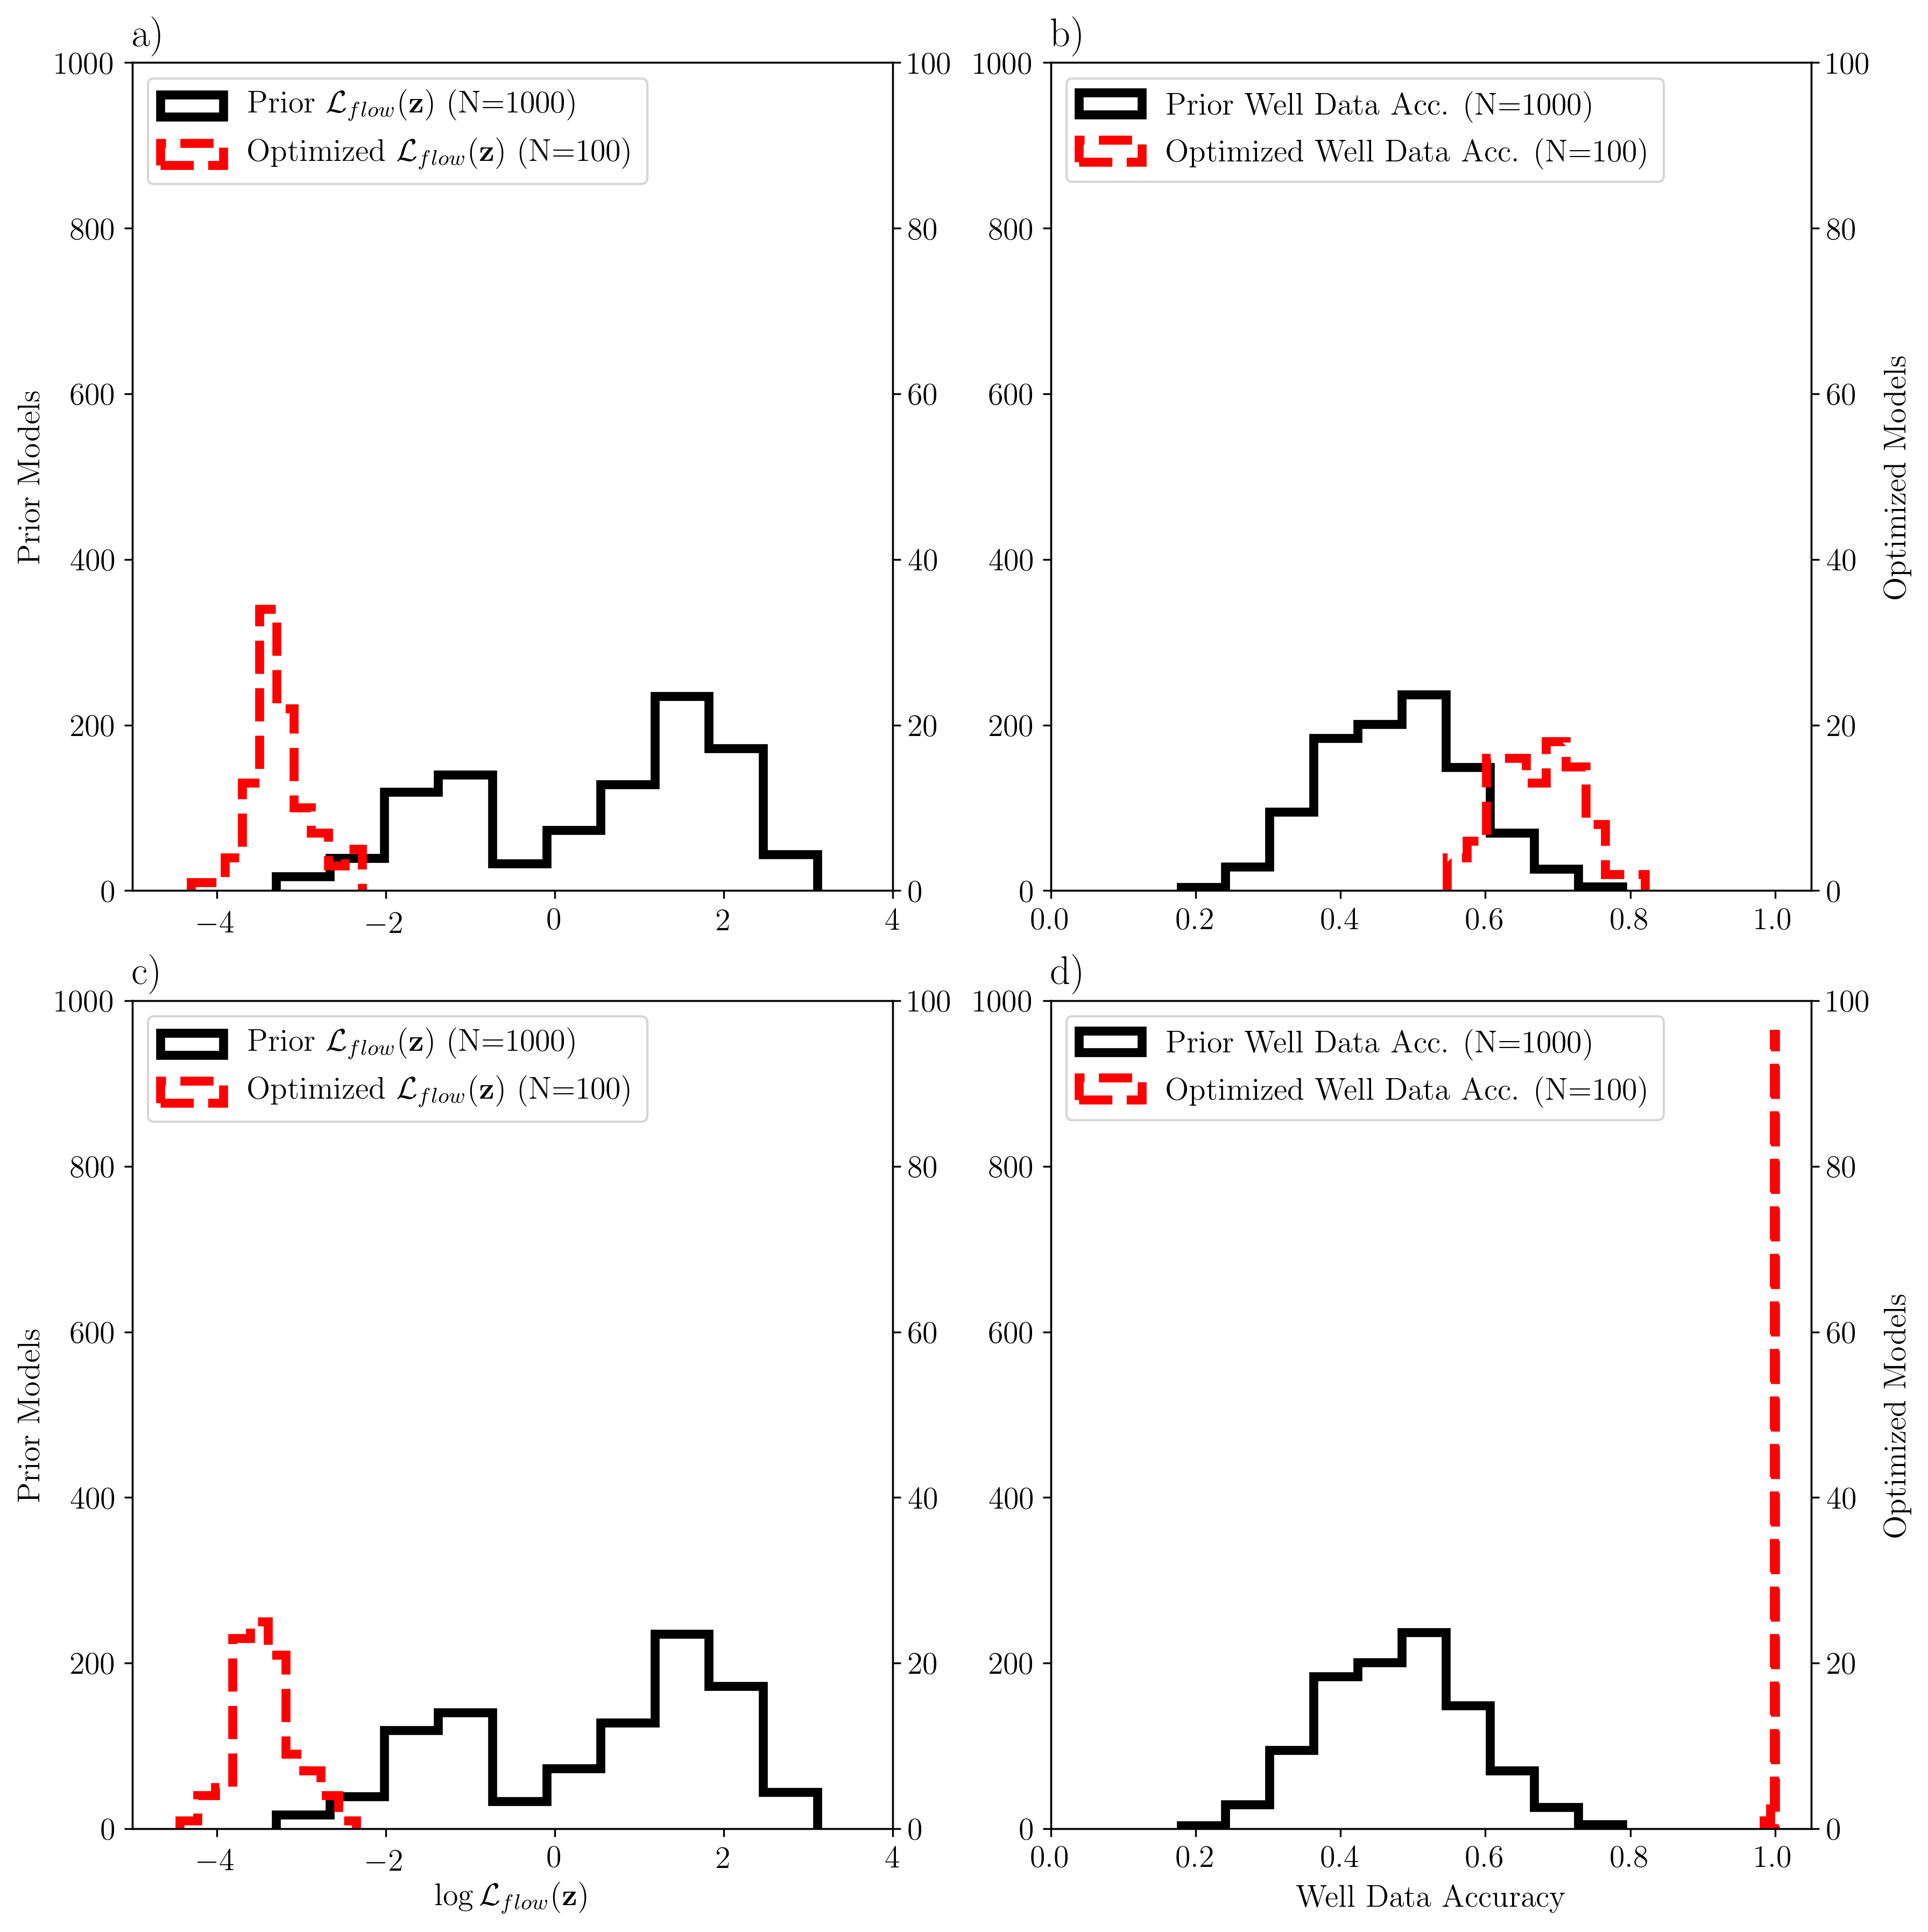 a)
1000
800
600
400
200
0
Prior Models
Prior ℒ_flow(z) (N=1000)
Optimized ℒ_flow(z) (N=100)
100
80
60
40
20
0
−4 −2 0 2 4
b)
1000
800
600
400
200
0
Prior Well Data Acc. (N=1000)
Optimized Well Data Acc. (N=100)
100
80
60
40
20
0
Optimized Models
0.0 0.2 0.4 0.6 0.8 1.0
c)
1000
800
600
400
200
0
Prior Models
Prior ℒ_flow(z) (N=1000)
Optimized ℒ_flow(z) (N=100)
100
80
60
40
20
0
−4 −2 0 2 4
log ℒ_flow(z)
d)
1000
800
600
400
200
0
Prior Well Data Acc. (N=1000)
Optimized Well Data Acc. (N=100)
100
80
60
40
20
0
Optimized Models
0.0 0.2 0.4 0.6 0.8 1.0
Well Data Accuracy